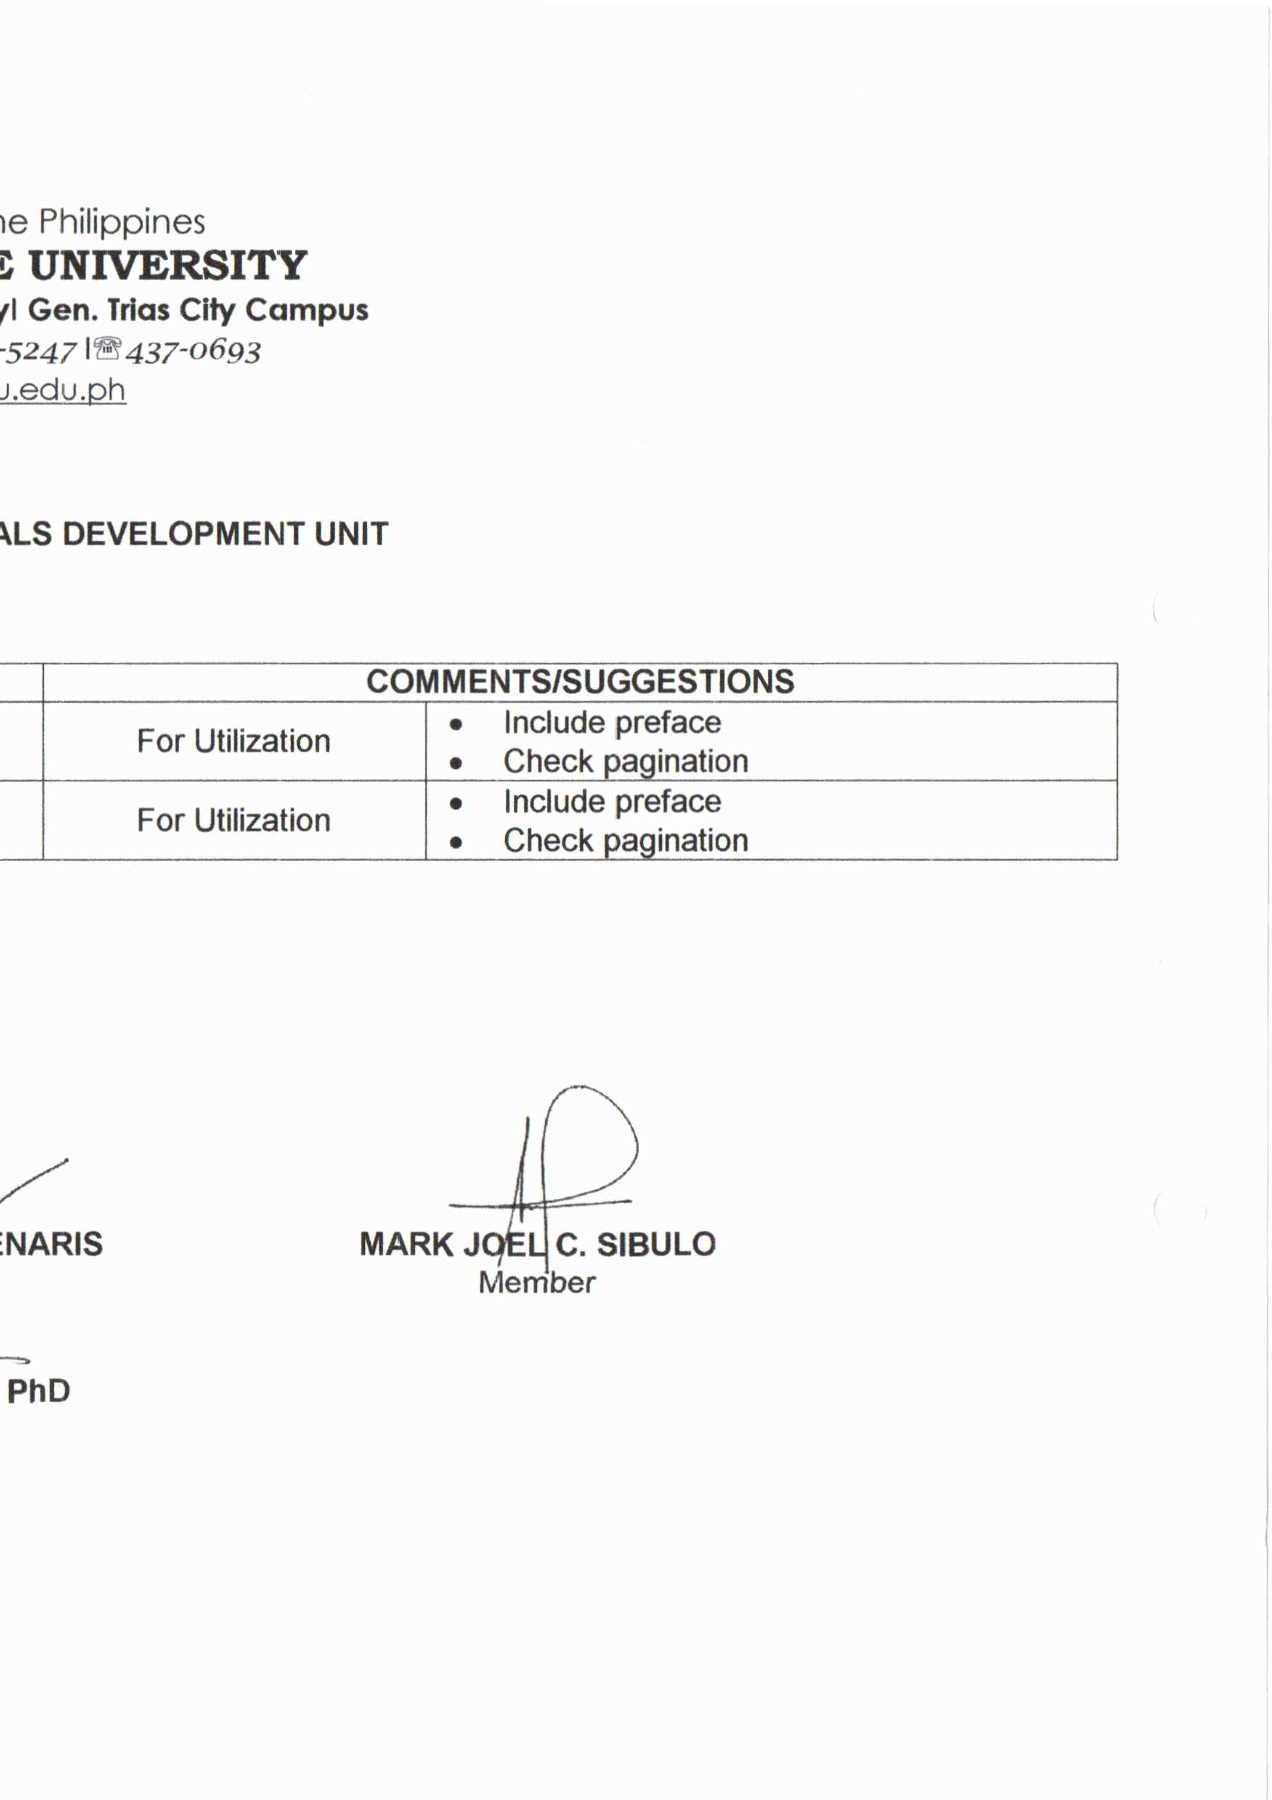 ne Philippines
E UNIVERSITY
yl Gen. Trias City Campus
-5247 |☏437-0693
u.edu.ph
ALS DEVELOPMENT UNIT
COMMENTS/SUGGESTIONS
For Utilization
• Include preface
• Check pagination
For Utilization
• Include preface
• Check pagination
ENARIS
MARK JOEL C. SIBULO
Member
PhD